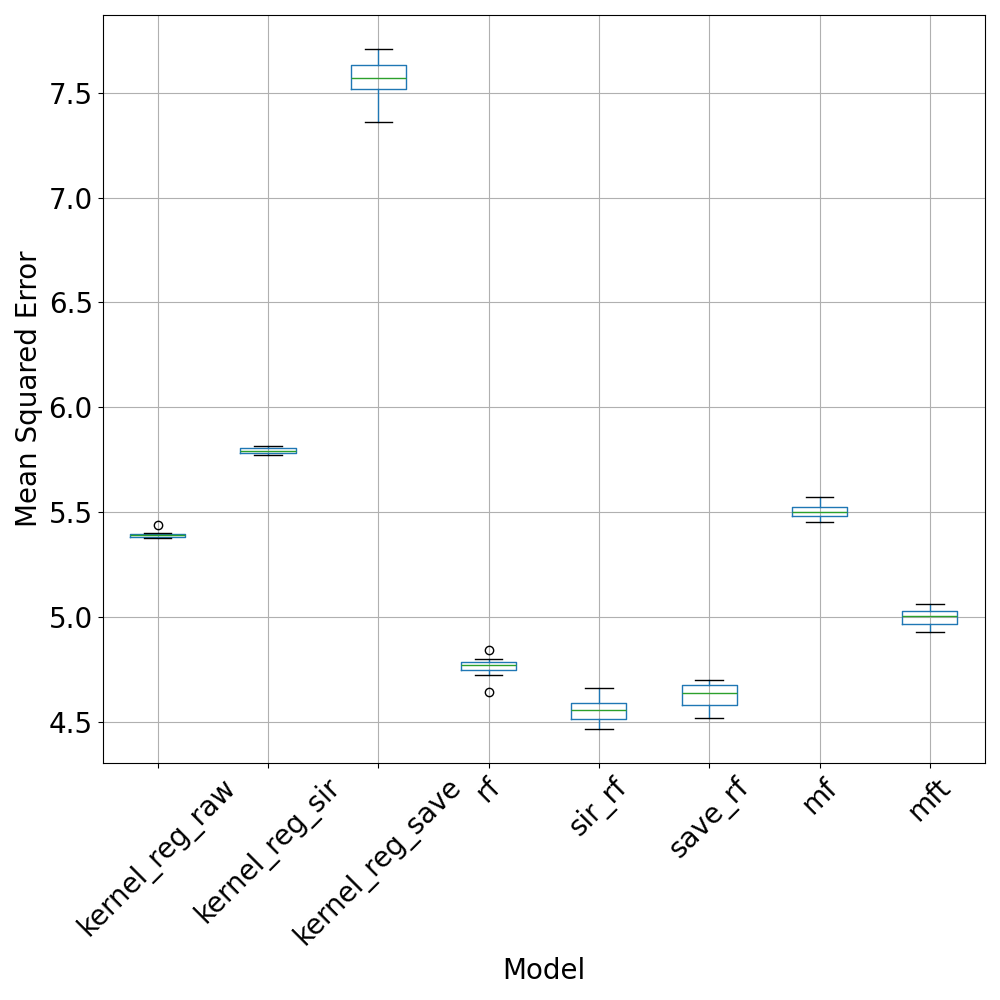 Mean Squared Error
7.5
7.0
6.5
6.0
5.5
5.0
4.5
kernel_reg_raw
kernel_reg_sir
kernel_reg_save
rf
sir_rf
save_rf
mf
mft
Model